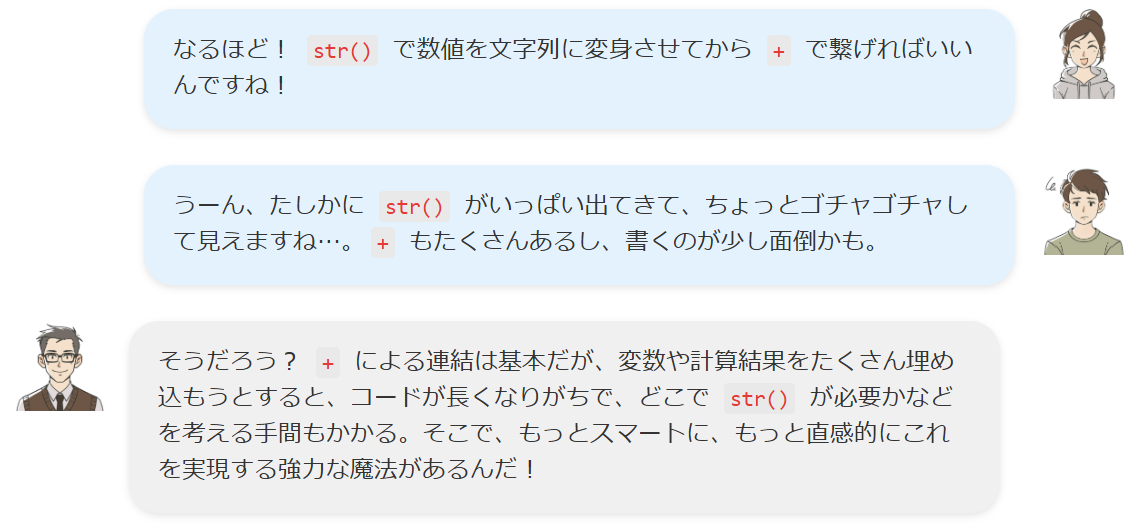 なるほど！ str() で数値を文字列に変身させてから + で繋げればいい
んですね！
うーん、たしかに str() がいっぱい出てきて、ちょっとゴチャゴチャし
て見えますね…。 + もたくさんあるし、書くのが少し面倒かも。
そうだろう？ + による連結は基本だが、変数や計算結果をたくさん埋め
込もうとすると、コードが長くなりがちで、どこで str() が必要かなど
を考える手間もかかる。そこで、もっとスマートに、もっと直感的にこれ
を実現する強力な魔法があるんだ！